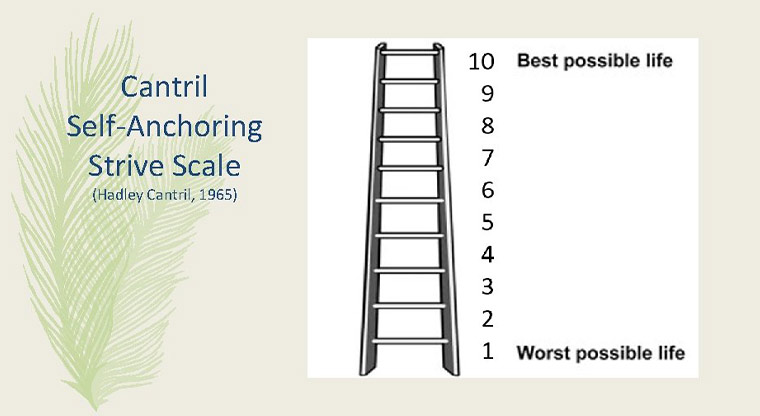 Cantril
Self-Anchoring
Strive Scale
(Hadley Cantril, 1965)
10 Best possible life
9
8
7
6
5
4
3
2
1 Worst possible life